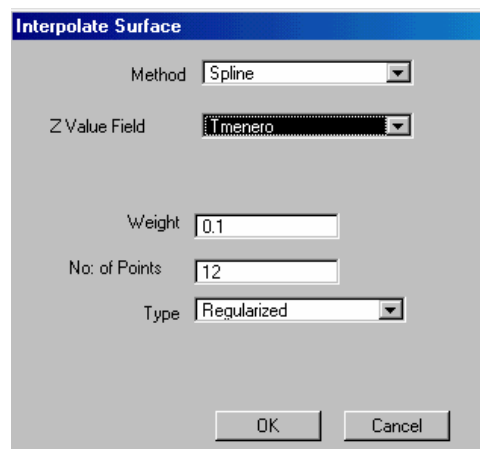 Interpolate Surface
Method Spline
Z Value Field Tmenero
Weight 0.1
No: of Points 12
Type Regularized
OK Cancel